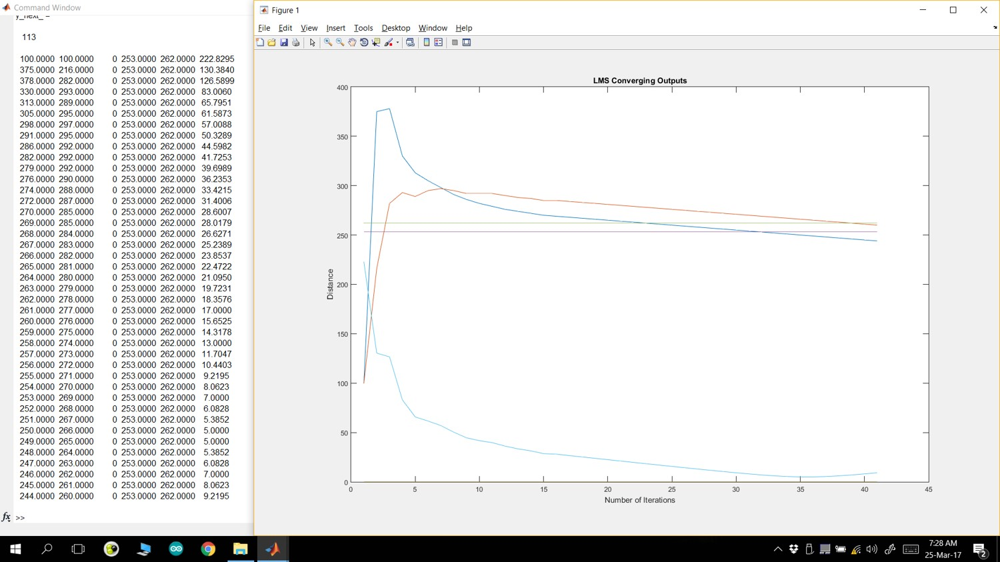 Command Window
y_next_ =
113
100.0000 100.0000 0 253.0000 262.0000 222.8295
375.0000 216.0000 0 253.0000 262.0000 130.3840
378.0000 282.0000 0 253.0000 262.0000 126.5899
330.0000 293.0000 0 253.0000 262.0000 83.0060
313.0000 289.0000 0 253.0000 262.0000 65.7951
305.0000 295.0000 0 253.0000 262.0000 61.5873
298.0000 297.0000 0 253.0000 262.0000 57.0088
291.0000 295.0000 0 253.0000 262.0000 50.3289
286.0000 292.0000 0 253.0000 262.0000 44.5982
282.0000 292.0000 0 253.0000 262.0000 41.7253
279.0000 292.0000 0 253.0000 262.0000 39.6989
276.0000 290.0000 0 253.0000 262.0000 36.2353
274.0000 288.0000 0 253.0000 262.0000 33.4215
272.0000 287.0000 0 253.0000 262.0000 31.4006
270.0000 285.0000 0 253.0000 262.0000 28.6007
269.0000 285.0000 0 253.0000 262.0000 28.0179
268.0000 284.0000 0 253.0000 262.0000 26.6271
267.0000 283.0000 0 253.0000 262.0000 25.2389
266.0000 282.0000 0 253.0000 262.0000 23.8537
265.0000 281.0000 0 253.0000 262.0000 22.4722
264.0000 280.0000 0 253.0000 262.0000 21.0950
263.0000 279.0000 0 253.0000 262.0000 19.7231
262.0000 278.0000 0 253.0000 262.0000 18.3576
261.0000 277.0000 0 253.0000 262.0000 17.0000
260.0000 276.0000 0 253.0000 262.0000 15.6525
259.0000 275.0000 0 253.0000 262.0000 14.3178
258.0000 274.0000 0 253.0000 262.0000 13.0000
257.0000 273.0000 0 253.0000 262.0000 11.7047
256.0000 272.0000 0 253.0000 262.0000 10.4403
255.0000 271.0000 0 253.0000 262.0000 9.2195
254.0000 270.0000 0 253.0000 262.0000 8.0623
253.0000 269.0000 0 253.0000 262.0000 7.0000
252.0000 268.0000 0 253.0000 262.0000 6.0828
251.0000 267.0000 0 253.0000 262.0000 5.3852
250.0000 266.0000 0 253.0000 262.0000 5.0000
249.0000 265.0000 0 253.0000 262.0000 5.0000
248.0000 264.0000 0 253.0000 262.0000 5.3852
247.0000 263.0000 0 253.0000 262.0000 6.0828
246.0000 262.0000 0 253.0000 262.0000 7.0000
245.0000 261.0000 0 253.0000 262.0000 8.0623
244.0000 260.0000 0 253.0000 262.0000 9.2195
fx >>
Figure 1
File Edit View Insert Tools Desktop Window Help
LMS Converging Outputs
400
350
300
250
200
150
100
50
0
Distance
0 5 10 15 20 25 30 35 40 45
Number of Iterations
7:28 AM
25-Mar-17
2